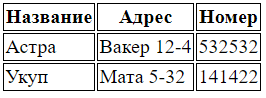 Название Адрес Номер
Астра Вакер 12-4 532532
Укуп Мата 5-32 141422